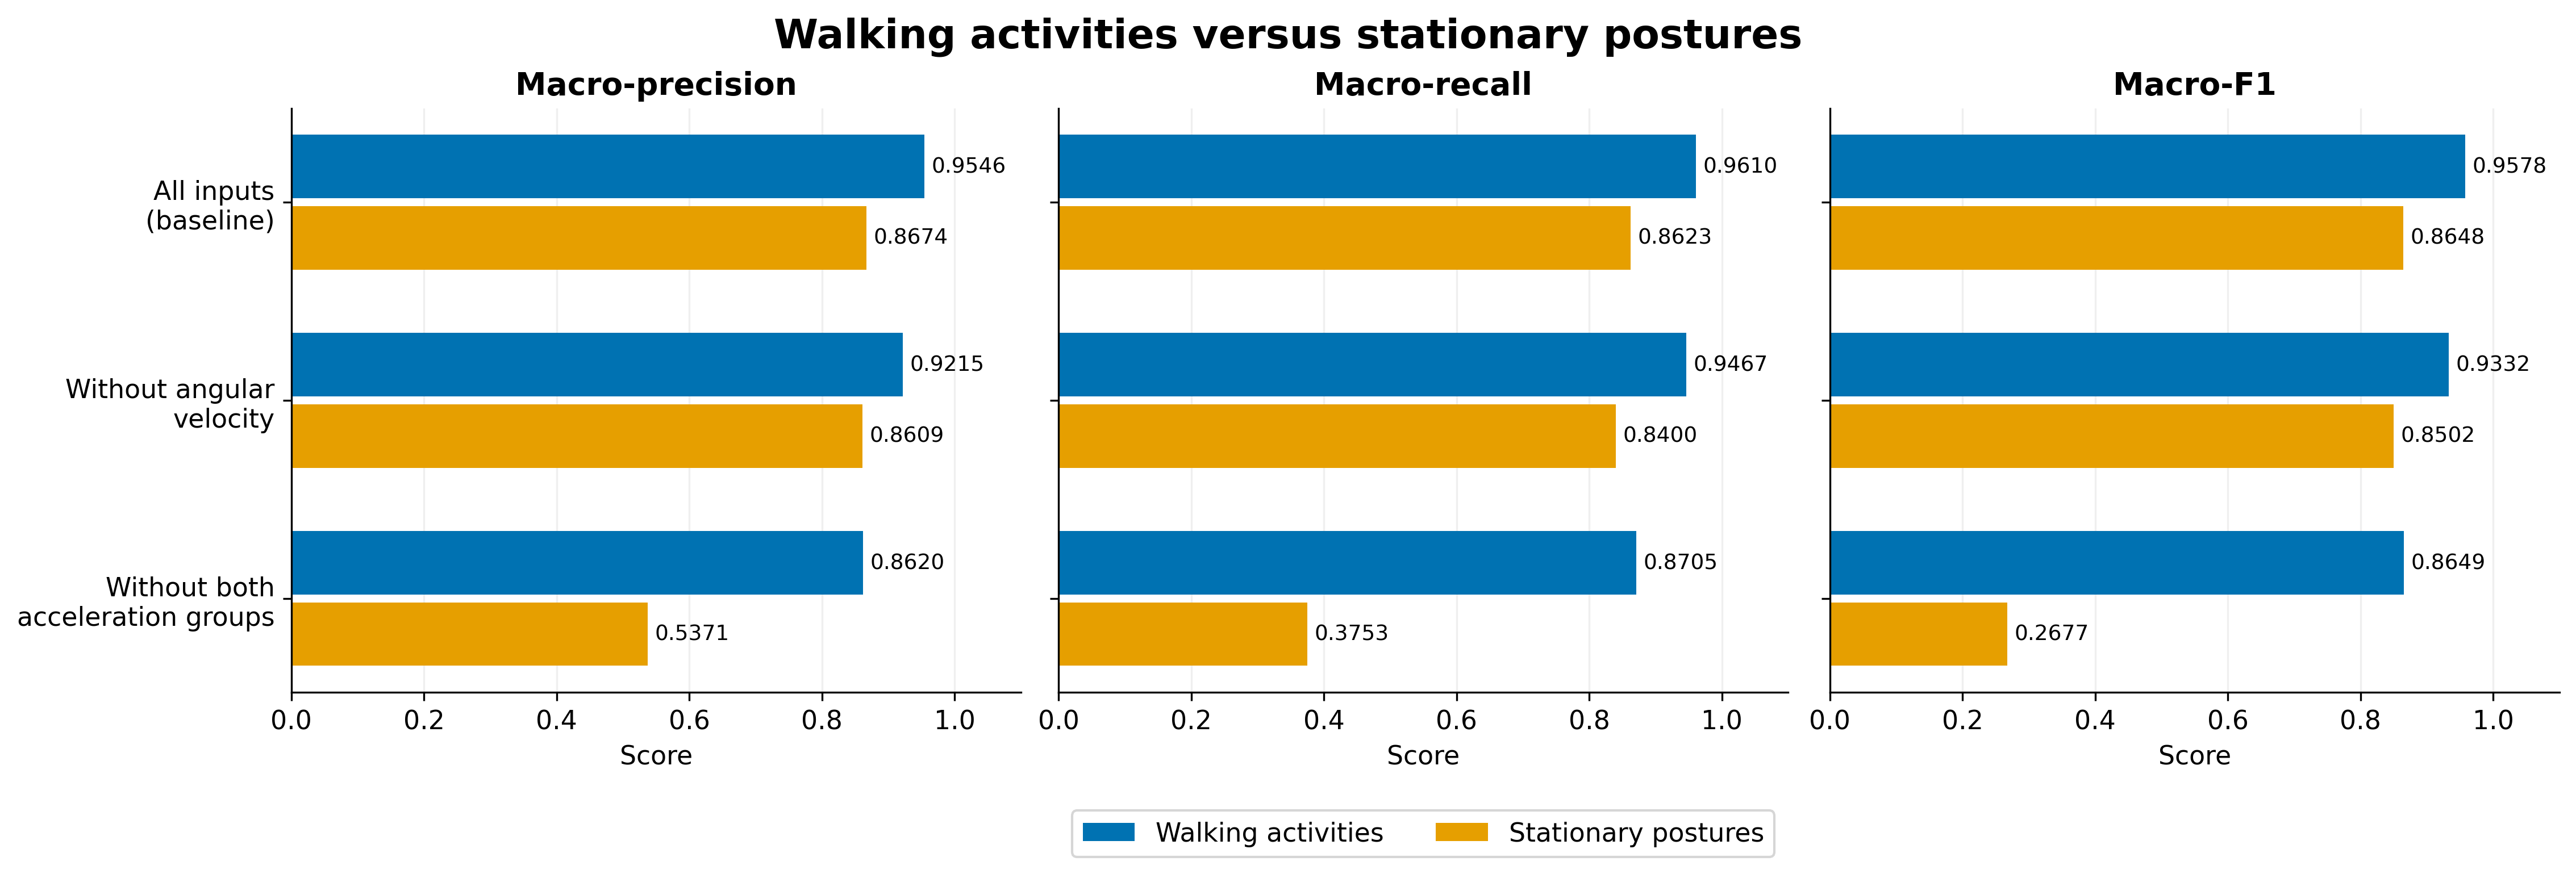 Walking activities versus stationary postures
Macro-precision
Macro-recall
Macro-F1
All inputs
(baseline)
0.9546
0.8674
0.9610
0.8623
0.9578
0.8648
Without angular
velocity
0.9215
0.8609
0.9467
0.8400
0.9332
0.8502
Without both
acceleration groups
0.8620
0.5371
0.8705
0.3753
0.8649
0.2677
0.0 0.2 0.4 0.6 0.8 1.0
0.0 0.2 0.4 0.6 0.8 1.0
0.0 0.2 0.4 0.6 0.8 1.0
Score
Score
Score
Walking activities
Stationary postures